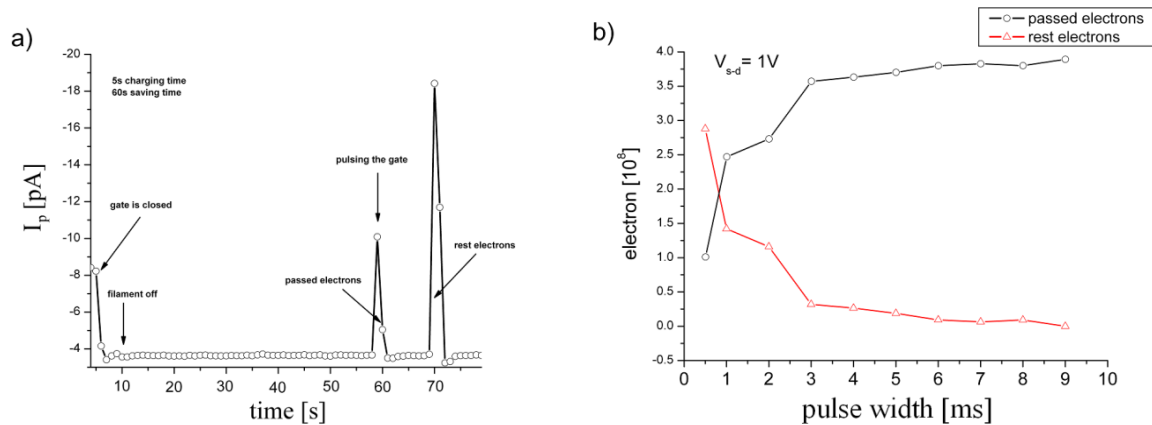 a)
5s charging time
60s saving time
gate is closed
filament off
pulsing the gate
passed electrons
rest electrons
-20
-18
-16
-14
-12
-10
-8
-6
-4
I_p [pA]
10 20 30 40 50 60 70
time [s]
b)
passed electrons
rest electrons
V_s-d = 1V
4.0
3.5
3.0
2.5
2.0
1.5
1.0
0.5
0.0
-0.5
electron [10^8]
0 1 2 3 4 5 6 7 8 9 10
pulse width [ms]